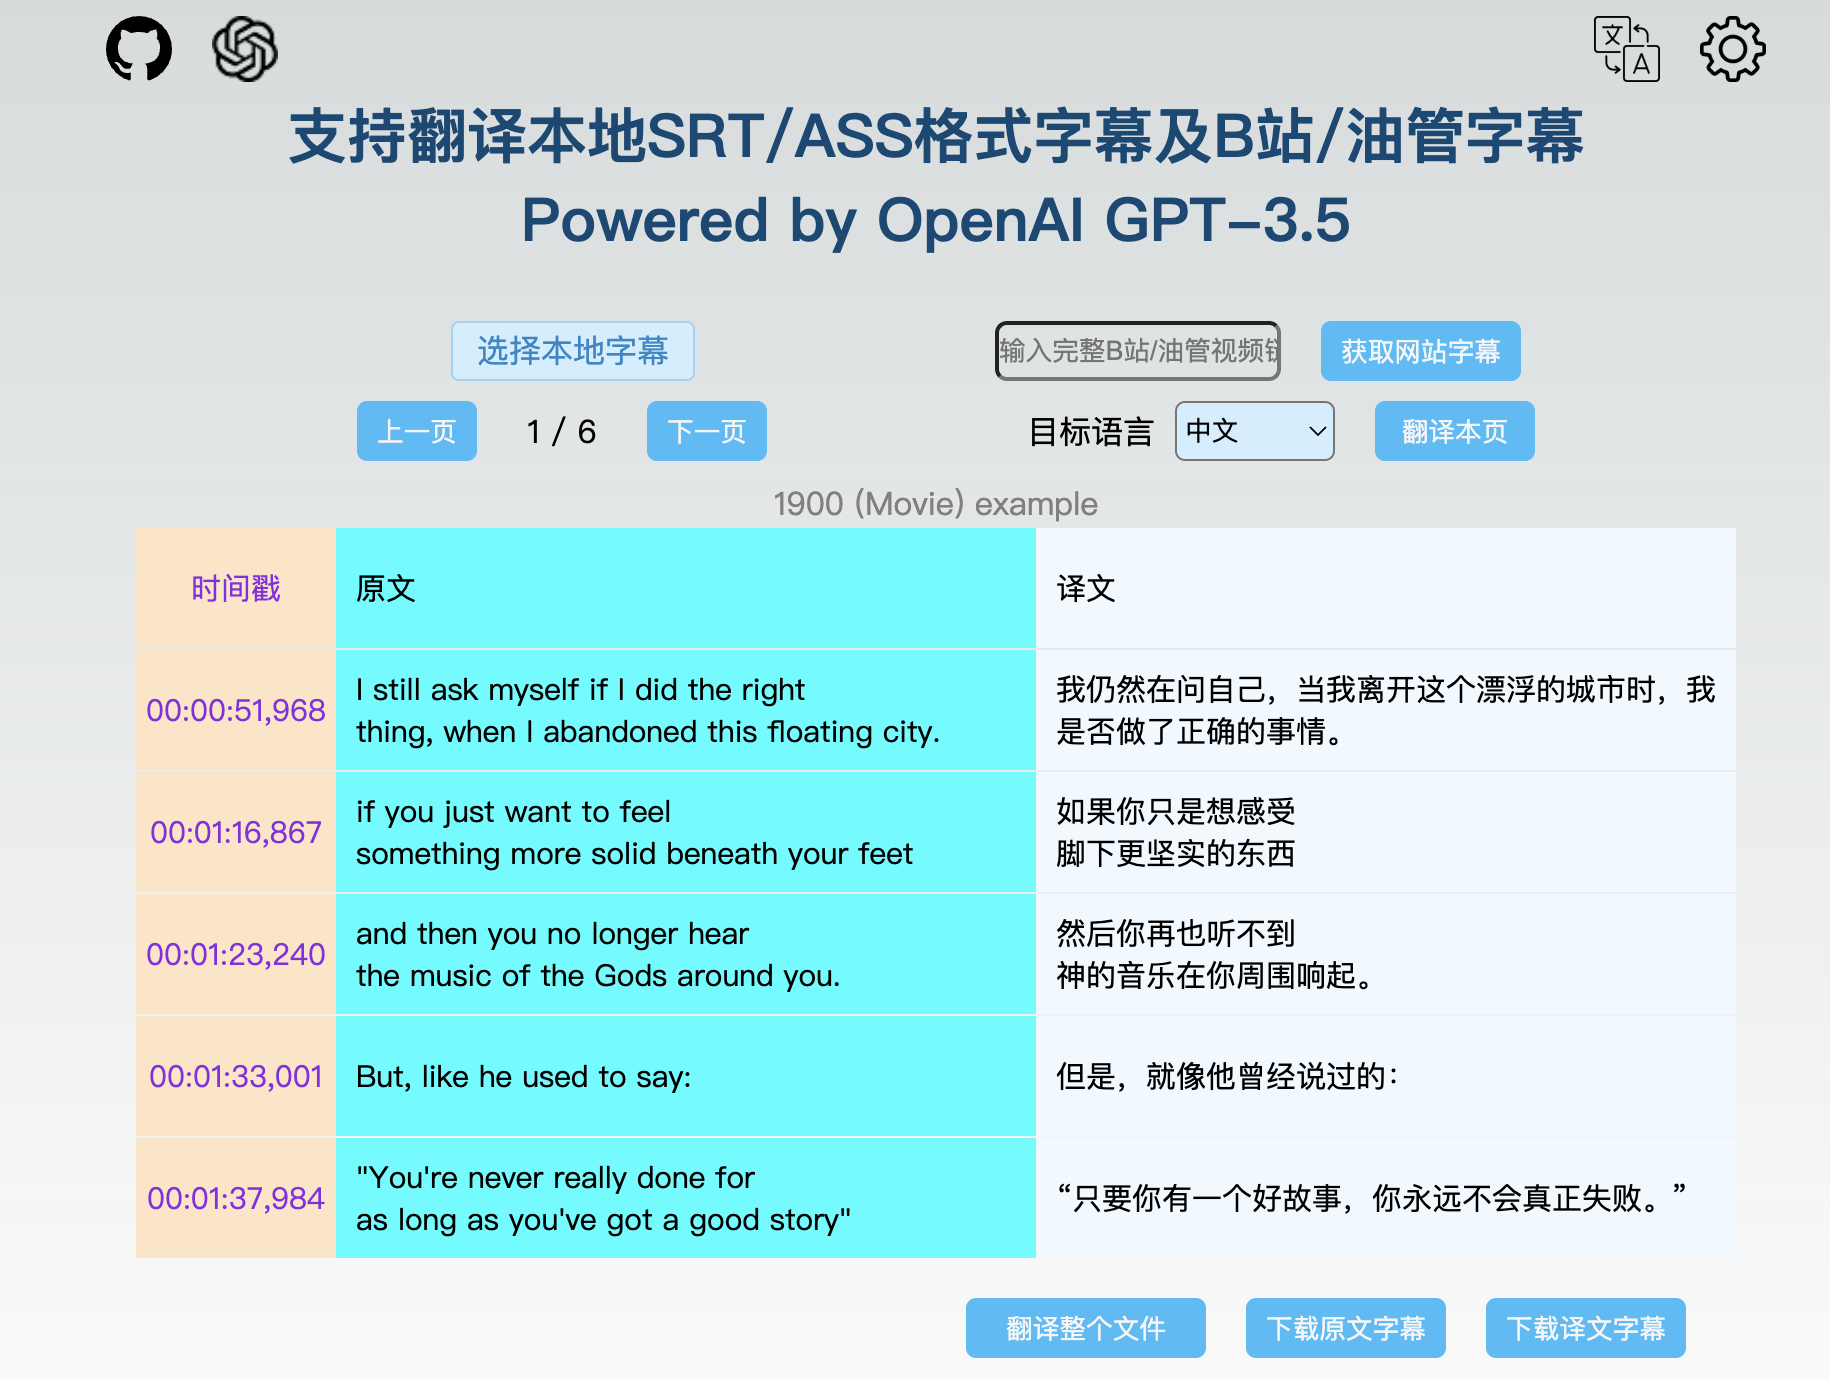 文
A
支持翻译本地SRT/ASS格式字幕及B站/油管字幕
Powered by OpenAI GPT-3.5
选择本地字幕
输入完整B站/油管视频链
获取网站字幕
上一页
1 / 6
下一页
目标语言
中文
翻译本页
1900 (Movie) example
时间戳
原文
译文
00:00:51,968
I still ask myself if I did the right
thing, when I abandoned this floating city.
我仍然在问自己，当我离开这个漂浮的城市时，我
是否做了正确的事情。
00:01:16,867
if you just want to feel
something more solid beneath your feet
如果你只是想感受
脚下更坚实的东西
00:01:23,240
and then you no longer hear
the music of the Gods around you.
然后你再也听不到
神的音乐在你周围响起。
00:01:33,001
But, like he used to say:
但是，就像他曾经说过的：
00:01:37,984
"You're never really done for
as long as you've got a good story"
“只要你有一个好故事，你永远不会真正失败。”
翻译整个文件
下载原文字幕
下载译文字幕